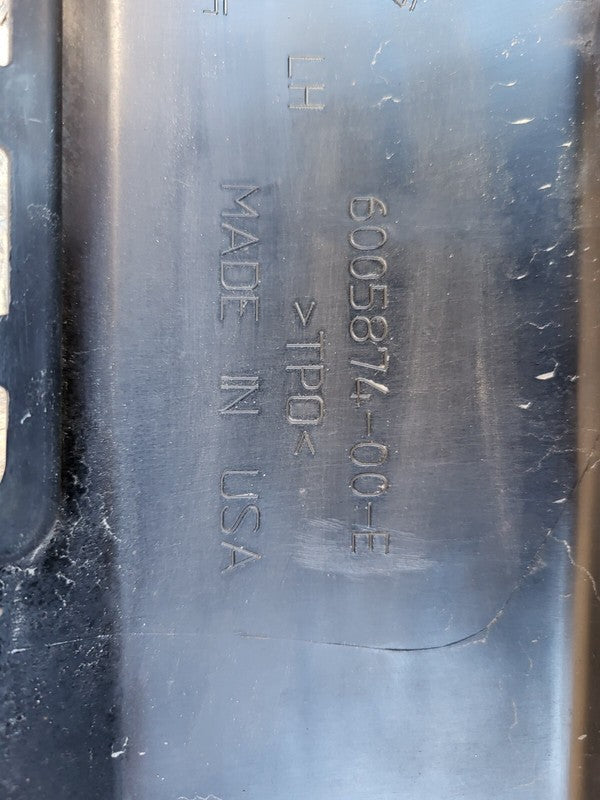 LH
6005874-00-E
>TPO<
MADE IN USA